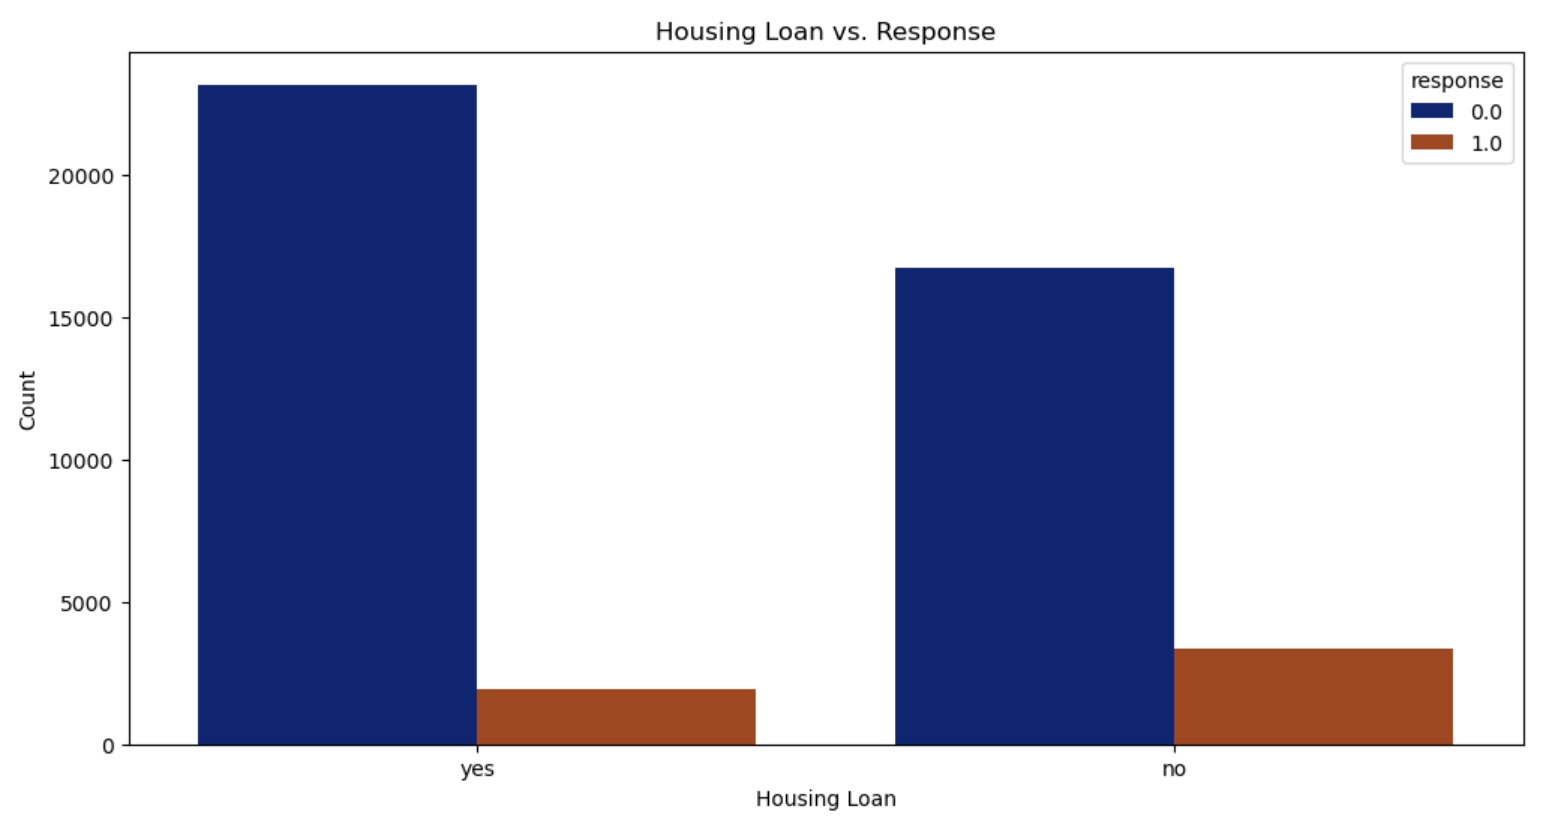 Housing Loan vs. Response
response
0.0
1.0
20000
15000
10000
5000
0
Count
yes
no
Housing Loan